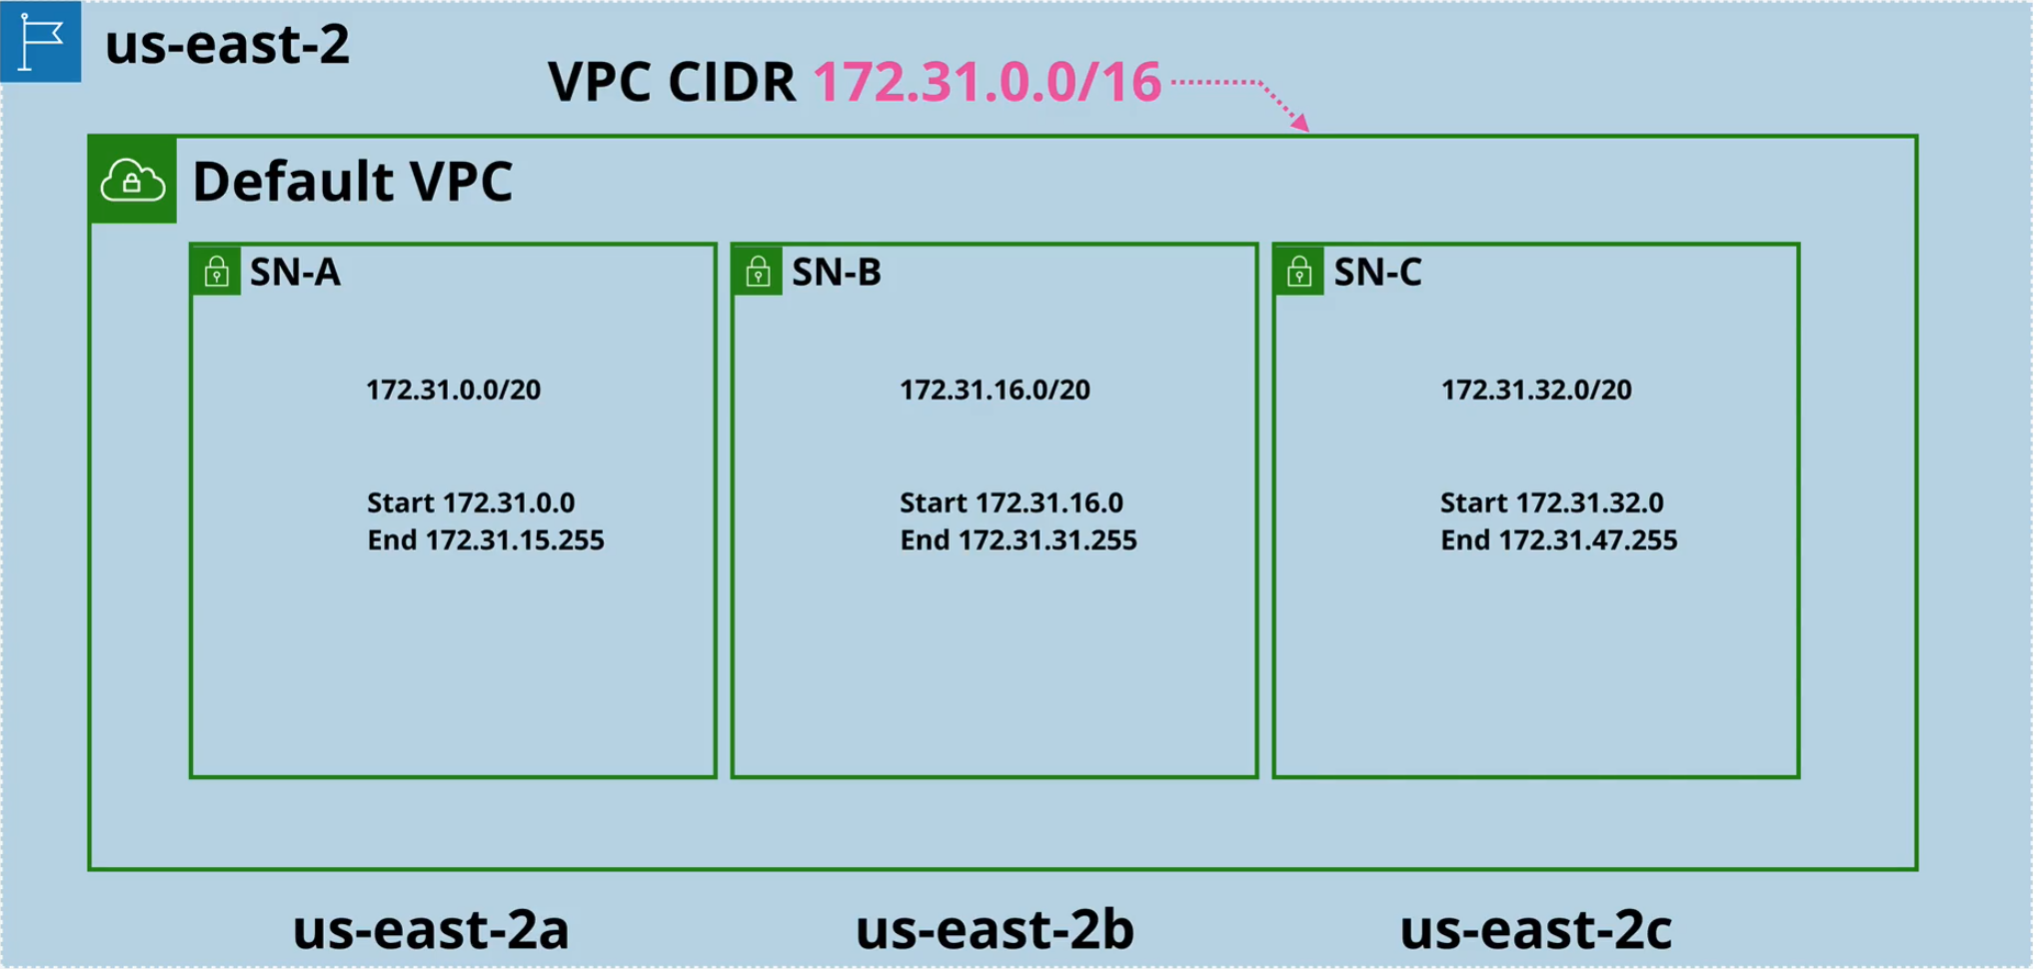 us-east-2
VPC CIDR 172.31.0.0/16
Default VPC
SN-A
172.31.0.0/20
Start 172.31.0.0
End 172.31.15.255
SN-B
172.31.16.0/20
Start 172.31.16.0
End 172.31.31.255
SN-C
172.31.32.0/20
Start 172.31.32.0
End 172.31.47.255
us-east-2a
us-east-2b
us-east-2c